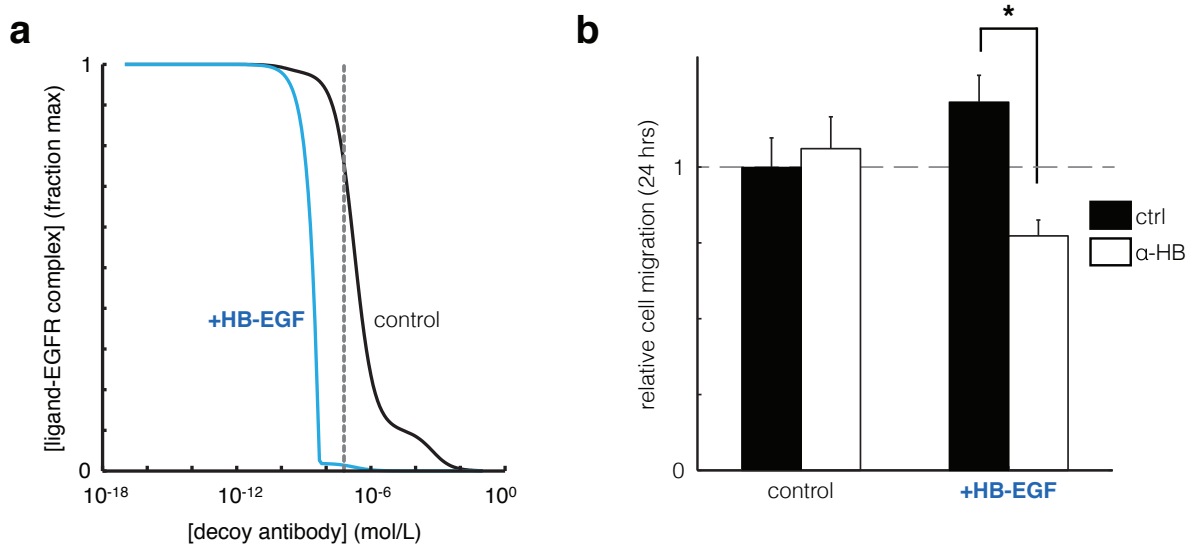 a
[ligand-EGFR complex] (fraction max)
1
0
+HB-EGF
control
10-18
10-12
10-6
100
[decoy antibody] (mol/L)
b
relative cell migration (24 hrs)
1
0
*
ctrl
α-HB
control
+HB-EGF